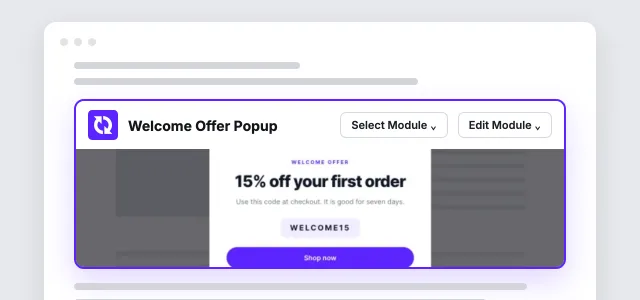 Welcome Offer Popup
Select Module
Edit Module
WELCOME OFFER
15% off your first order
Use this code at checkout. It is good for seven days.
WELCOME15
Shop now